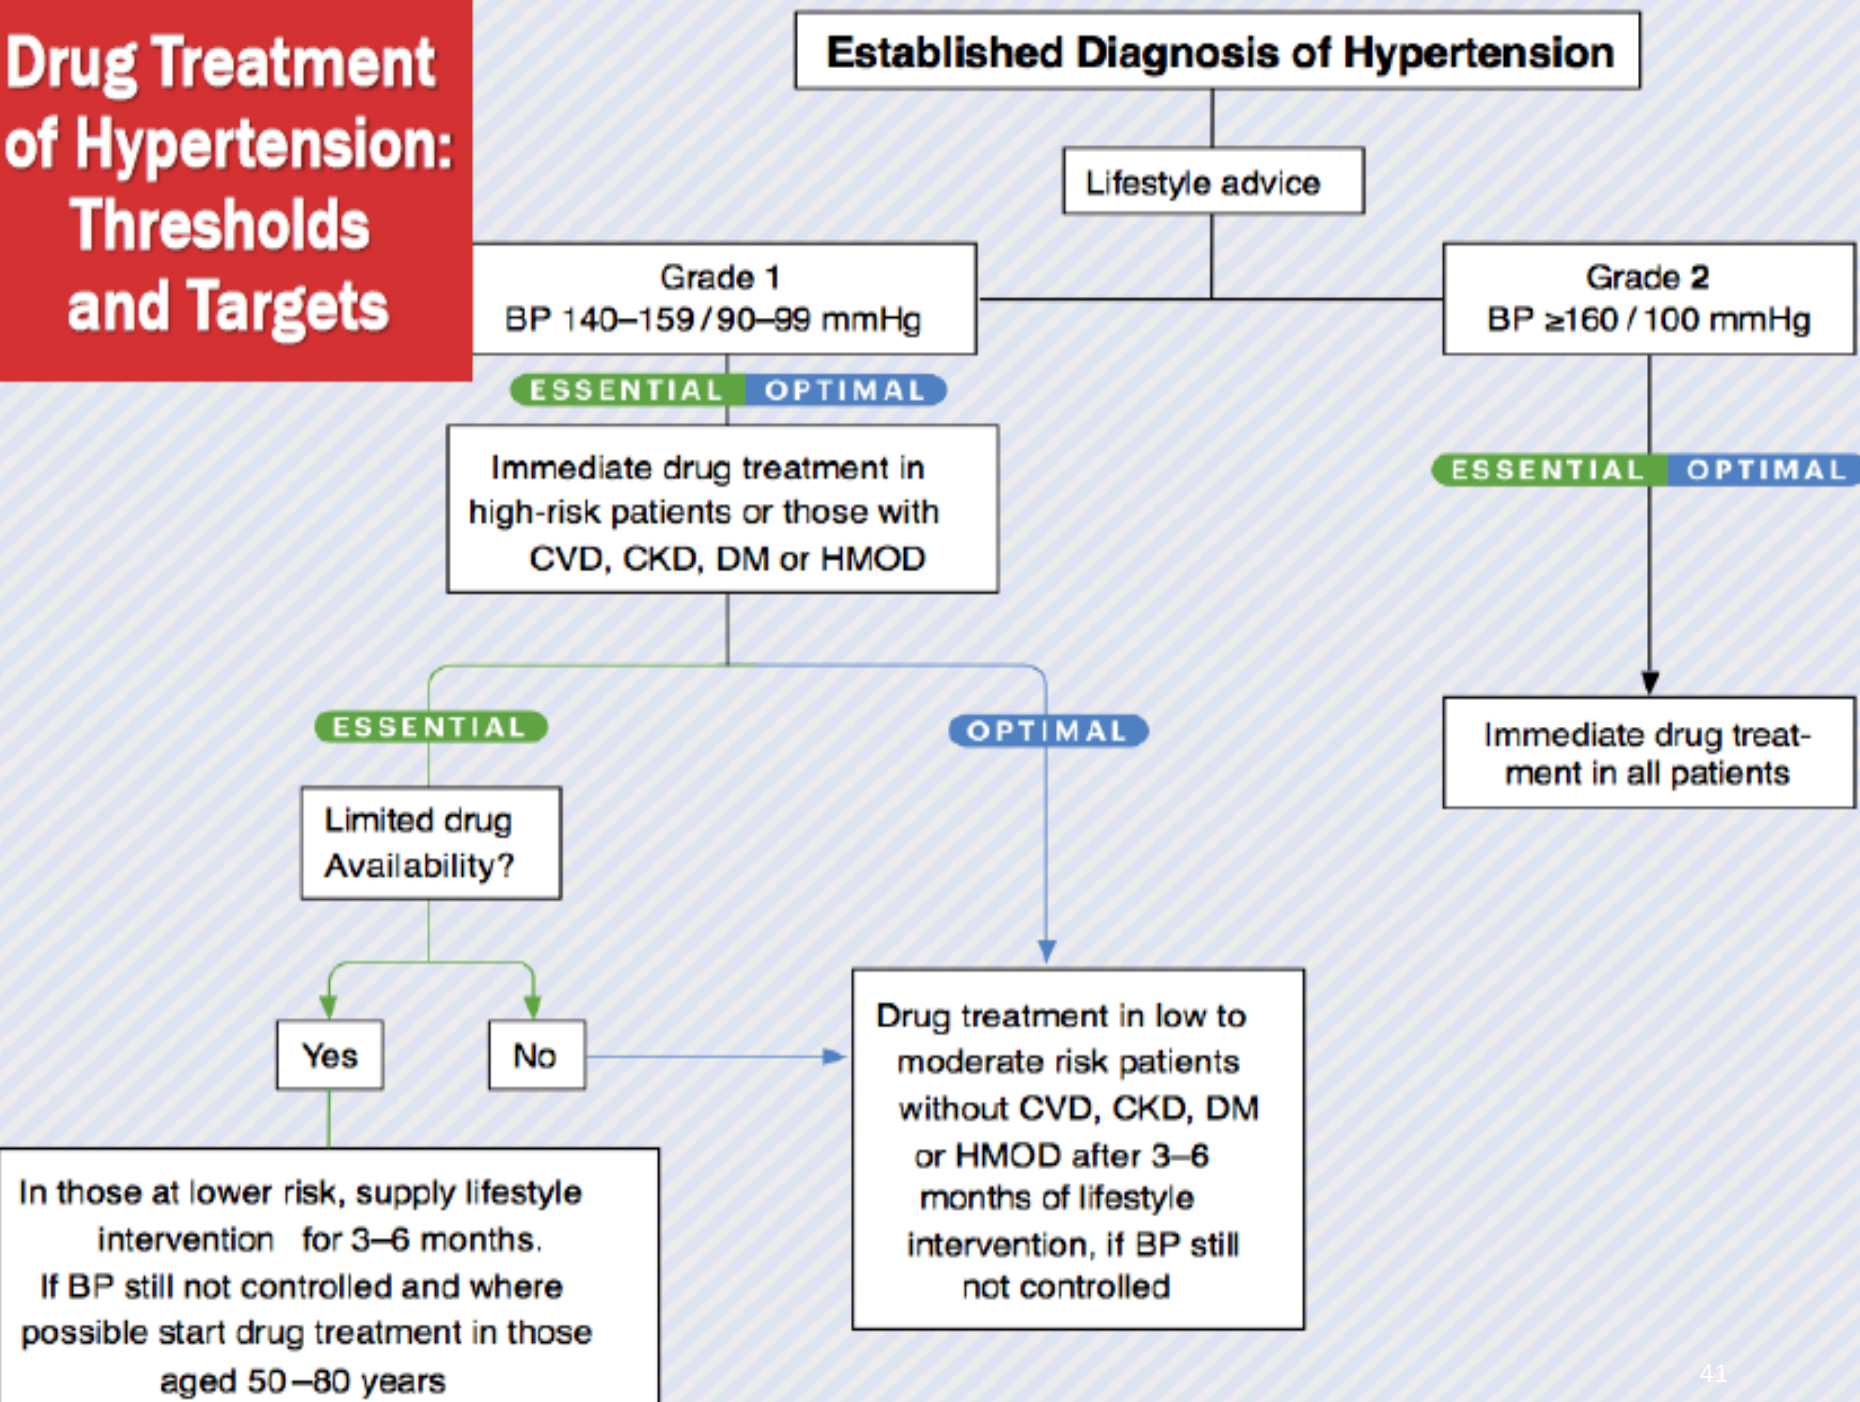 Drug Treatment
of Hypertension:
Thresholds
and Targets
Established Diagnosis of Hypertension
Lifestyle advice
Grade 1
BP 140–159/90–99 mmHg
Grade 2
BP ≥160/100 mmHg
ESSENTIAL OPTIMAL
Immediate drug treatment in
high-risk patients or those with
CVD, CKD, DM or HMOD
ESSENTIAL OPTIMAL
Immediate drug treat-
ment in all patients
ESSENTIAL
OPTIMAL
Limited drug
Availability?
Yes
No
Drug treatment in low to
moderate risk patients
without CVD, CKD, DM
or HMOD after 3–6
months of lifestyle
intervention, if BP still
not controlled
In those at lower risk, supply lifestyle
intervention for 3–6 months.
If BP still not controlled and where
possible start drug treatment in those
aged 50–80 years
41